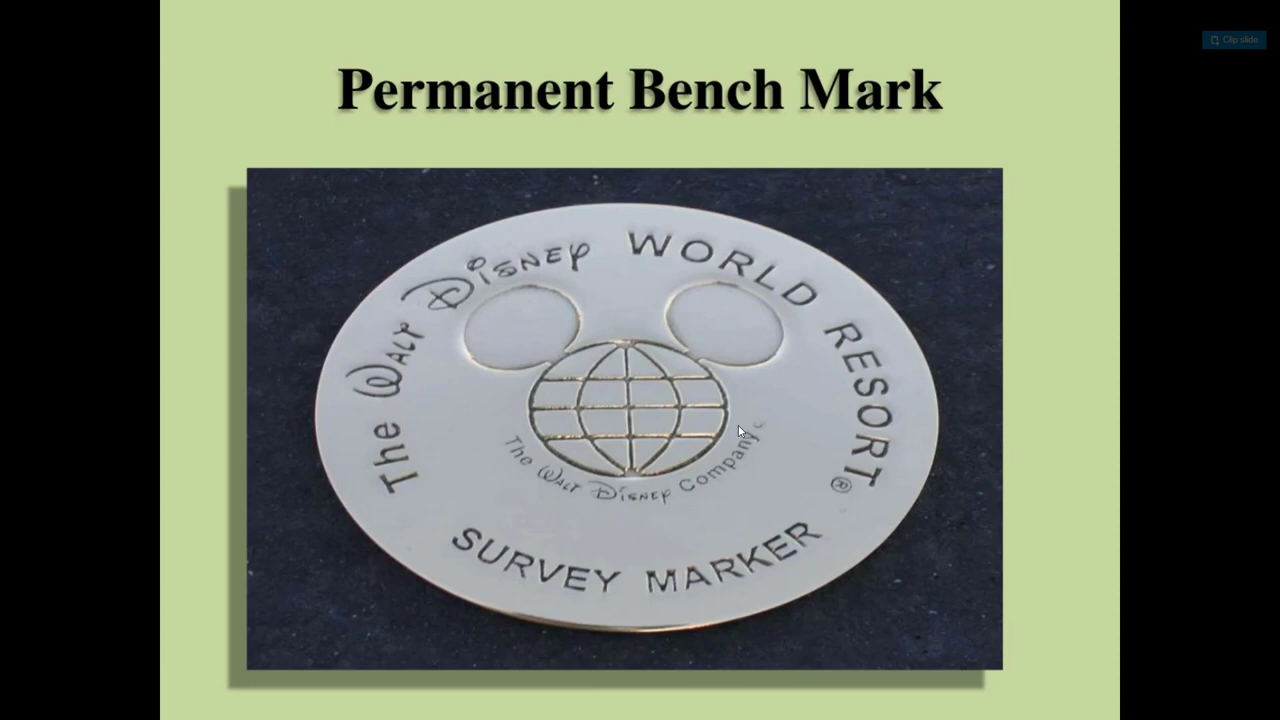 Clip slide
Permanent Bench Mark
The WALT DISNEY WORLD RESORT®
The WALT DISNEY Company
SURVEY MARKER